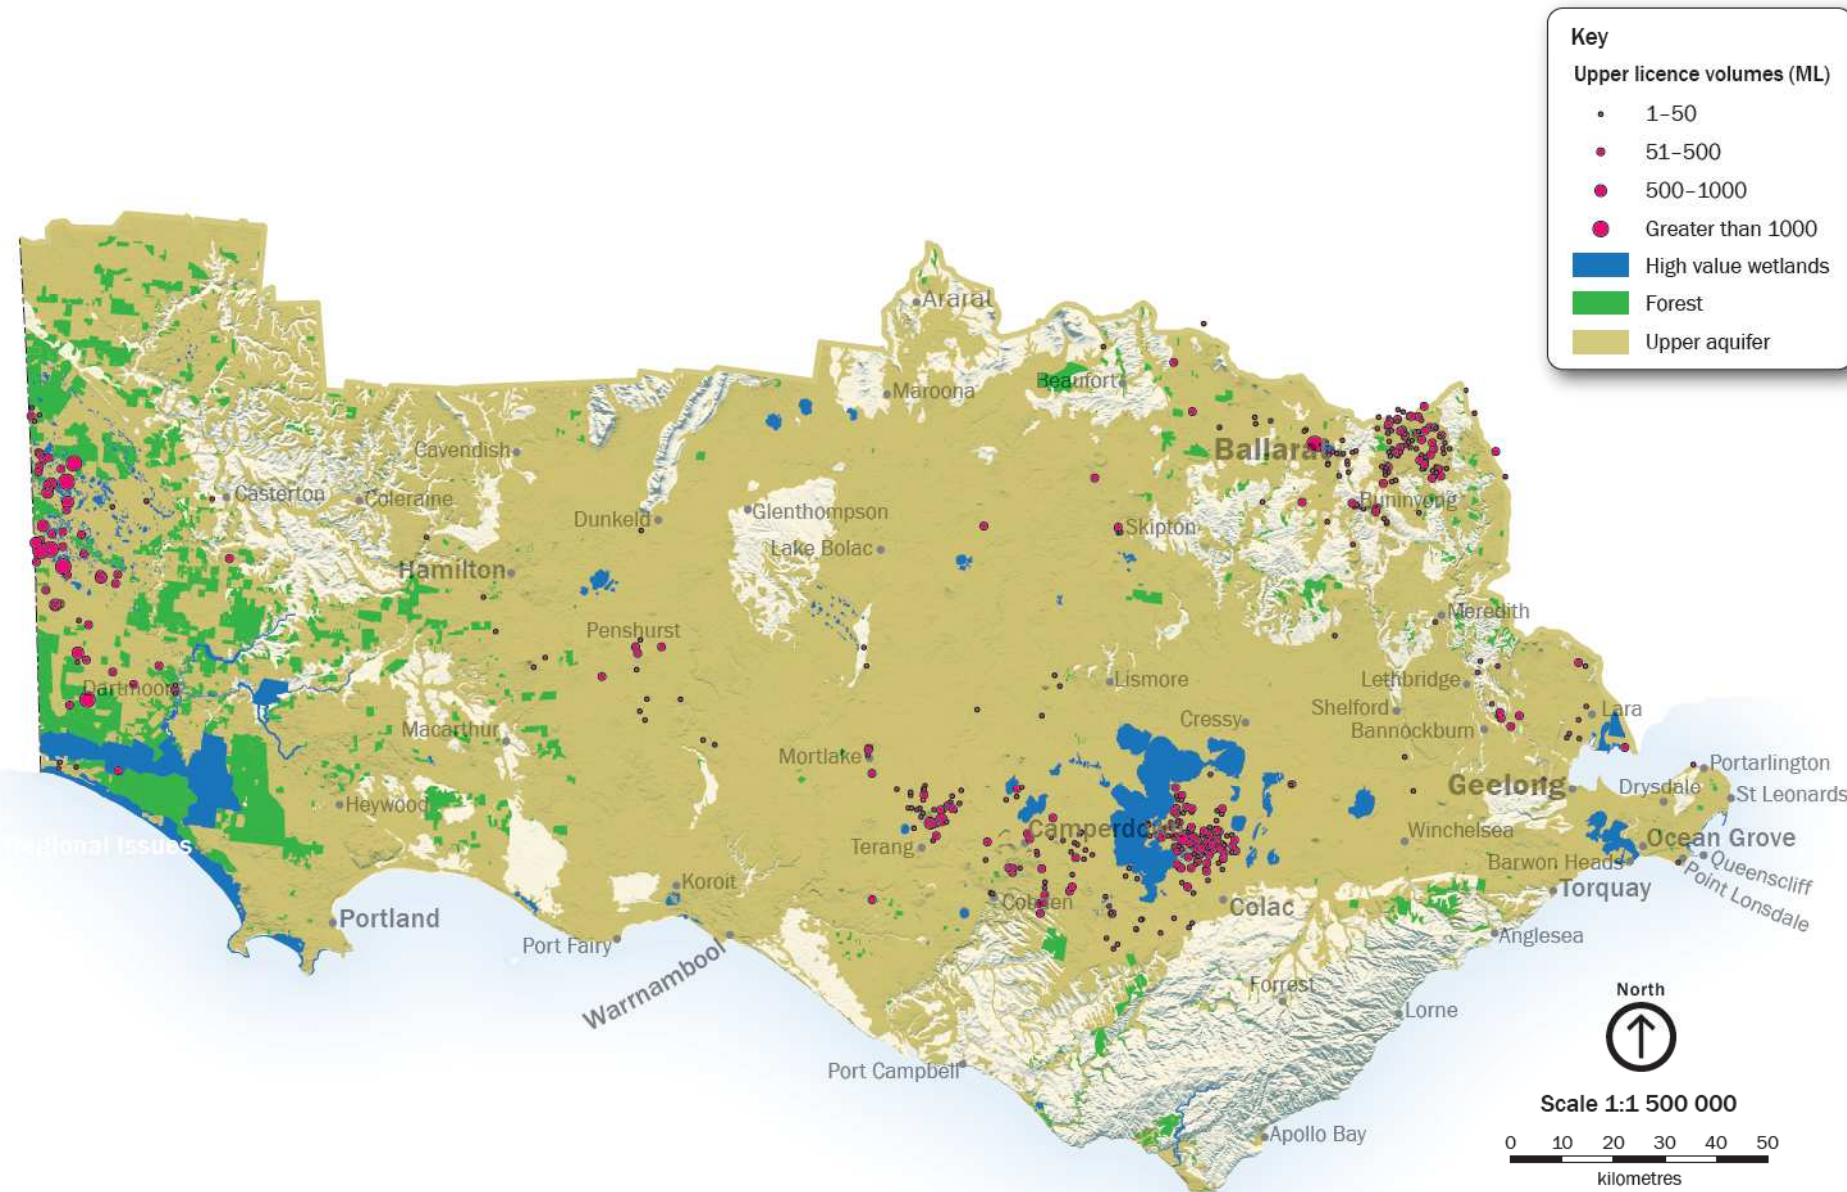 Key
Upper licence volumes (ML)
1–50
51–500
500–1000
Greater than 1000
High value wetlands
Forest
Upper aquifer
Ararat
Beaufort
Maroona
Cavendish
Ballarat
Casterton
Coleraine
Dunkeld
Glenthompson
Buninyong
Skipton
Lake Bolac
Hamilton
Meredith
Penshurst
Lismore
Lethbridge
Dartmoor
Shelford
Lara
Cressy
Macarthur
Bannockburn
Mortlake
Portarlington
Geelong
Drysdale
St Leonards
Heywood
Camperdown
Winchelsea
Ocean Grove
Regional Issues
Terang
Barwon Heads
Queenscliff
Point Lonsdale
Koroit
Torquay
Cobden
Colac
Portland
Port Fairy
Warrnambool
Anglesea
Forrest
Lorne
North
Port Campbell
Scale 1:1 500 000
Apollo Bay
0 10 20 30 40 50
kilometres